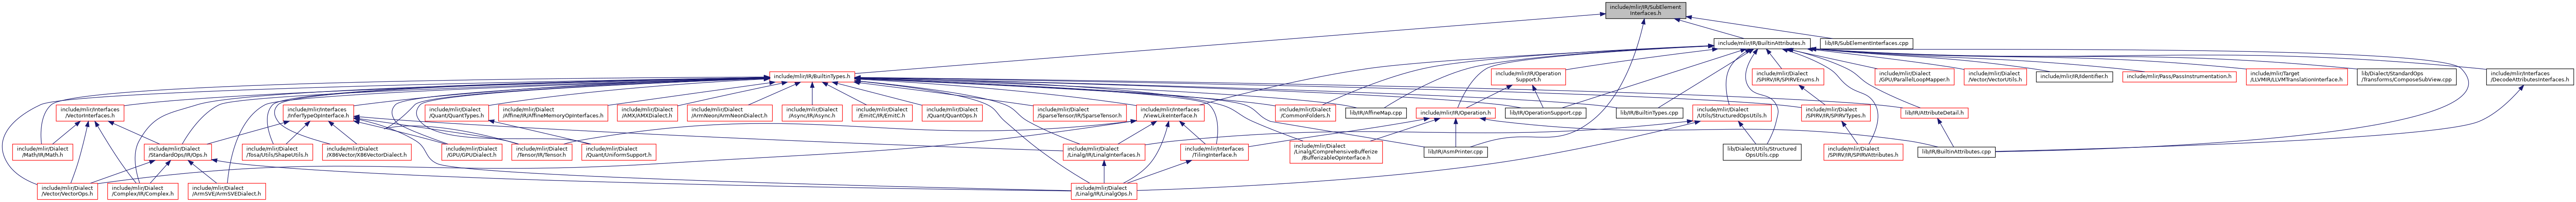 include/mlir/IR/SubElement
Interfaces.h
include/mlir/IR/BuiltinAttributes.h
lib/IR/SubElementInterfaces.cpp
include/mlir/IR/BuiltinTypes.h
include/mlir/IR/Operation
Support.h
include/mlir/Dialect
/SPIRV/IR/SPIRVEnums.h
include/mlir/Dialect
/GPU/ParallelLoopMapper.h
include/mlir/Dialect
/Vector/VectorUtils.h
include/mlir/IR/Identifier.h
include/mlir/Pass/PassInstrumentation.h
include/mlir/Target
/LLVMIR/LLVMTranslationInterface.h
lib/Dialect/StandardOps
/Transforms/ComposeSubView.cpp
include/mlir/Interfaces
/DecodeAttributesInterfaces.h
include/mlir/Interfaces
/VectorInterfaces.h
include/mlir/Interfaces
/InferTypeOpInterface.h
include/mlir/Dialect
/Quant/QuantTypes.h
include/mlir/Dialect
/Affine/IR/AffineMemoryOpInterfaces.h
include/mlir/Dialect
/AMX/AMXDialect.h
include/mlir/Dialect
/ArmNeon/ArmNeonDialect.h
include/mlir/Dialect
/Async/IR/Async.h
include/mlir/Dialect
/EmitC/IR/EmitC.h
include/mlir/Dialect
/Quant/QuantOps.h
include/mlir/Dialect
/SparseTensor/IR/SparseTensor.h
include/mlir/Interfaces
/ViewLikeInterface.h
include/mlir/Dialect
/CommonFolders.h
lib/IR/AffineMap.cpp
include/mlir/IR/Operation.h
lib/IR/OperationSupport.cpp
lib/IR/BuiltinTypes.cpp
include/mlir/Dialect
/Utils/StructuredOpsUtils.h
include/mlir/Dialect
/SPIRV/IR/SPIRVTypes.h
lib/IR/AttributeDetail.h
include/mlir/Dialect
/Math/IR/Math.h
include/mlir/Dialect
/StandardOps/IR/Ops.h
include/mlir/Dialect
/Tosa/Utils/ShapeUtils.h
include/mlir/Dialect
/X86Vector/X86VectorDialect.h
include/mlir/Dialect
/GPU/GPUDialect.h
include/mlir/Dialect
/Tensor/IR/Tensor.h
include/mlir/Dialect
/Quant/UniformSupport.h
include/mlir/Dialect
/Linalg/IR/LinalgInterfaces.h
include/mlir/Interfaces
/TilingInterface.h
include/mlir/Dialect
/Linalg/ComprehensiveBufferize
/BufferizableOpInterface.h
lib/IR/AsmPrinter.cpp
lib/Dialect/Utils/Structured
OpsUtils.cpp
include/mlir/Dialect
/SPIRV/IR/SPIRVAttributes.h
lib/IR/BuiltinAttributes.cpp
include/mlir/Dialect
/Vector/VectorOps.h
include/mlir/Dialect
/Complex/IR/Complex.h
include/mlir/Dialect
/ArmSVE/ArmSVEDialect.h
include/mlir/Dialect
/Linalg/IR/LinalgOps.h